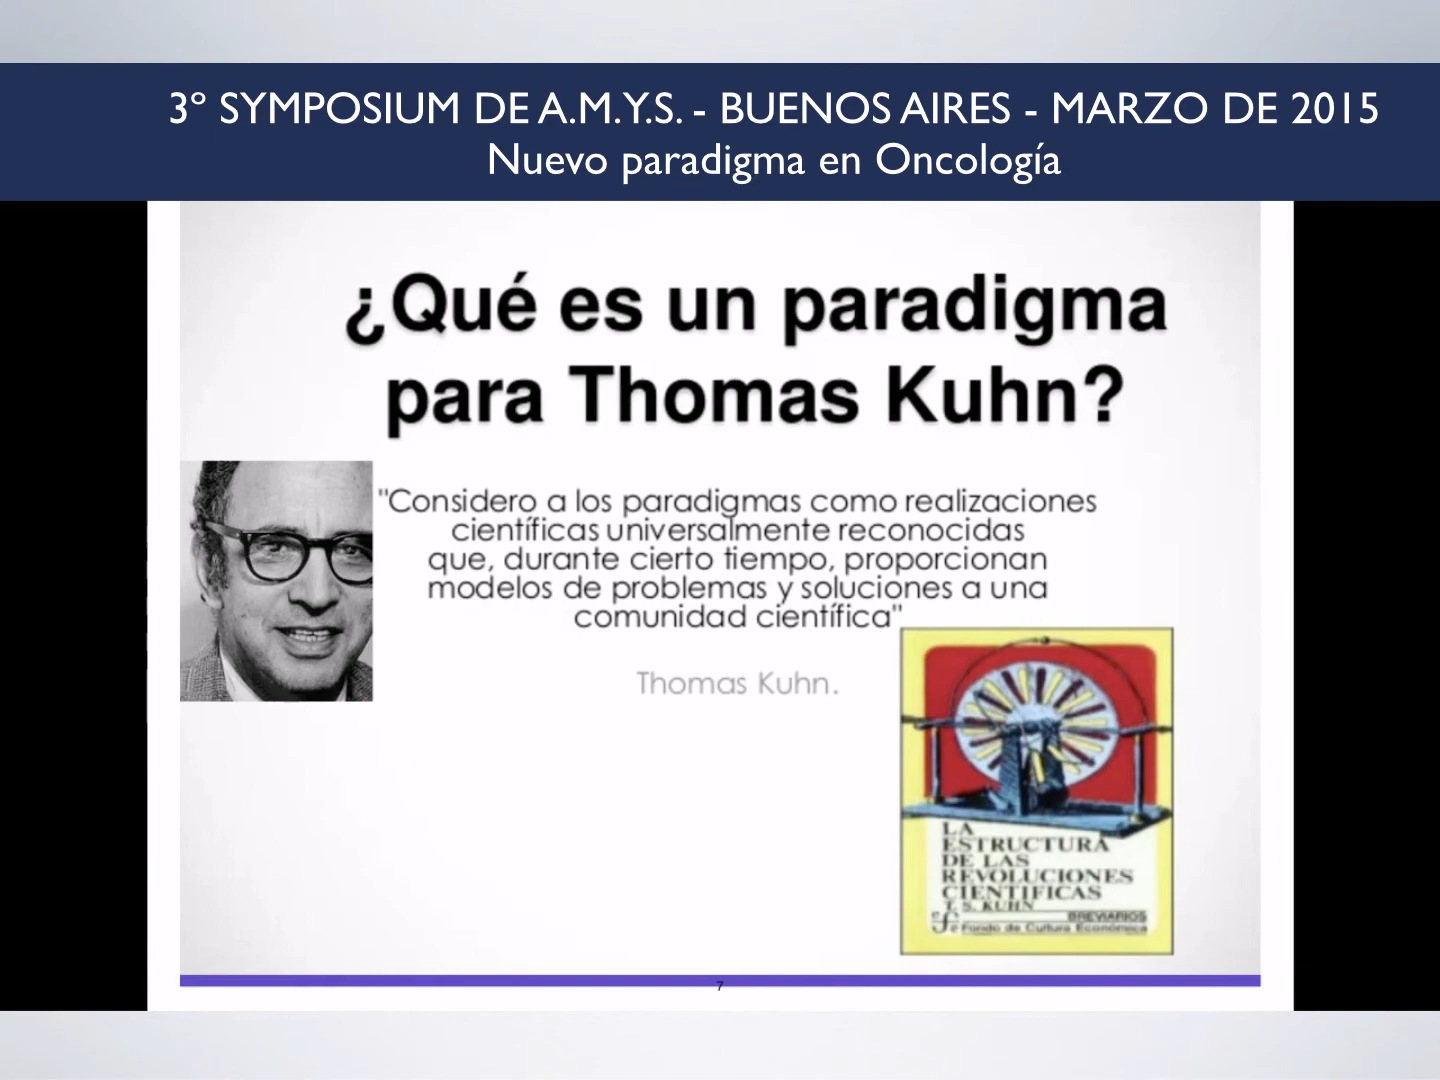 3º SYMPOSIUM DE A.M.Y.S. - BUENOS AIRES - MARZO DE 2015
Nuevo paradigma en Oncología
¿Qué es un paradigma
para Thomas Kuhn?
"Considero a los paradigmas como realizaciones
científicas universalmente reconocidas
que, durante cierto tiempo, proporcionan
modelos de problemas y soluciones a una
comunidad científica"
Thomas Kuhn.
LA
ESTRUCTURA
DE LAS
REVOLUCIONES
CIENTIFICAS
T. S. KUHN
BREVIARIOS
Fondo de Cultura Económica
7